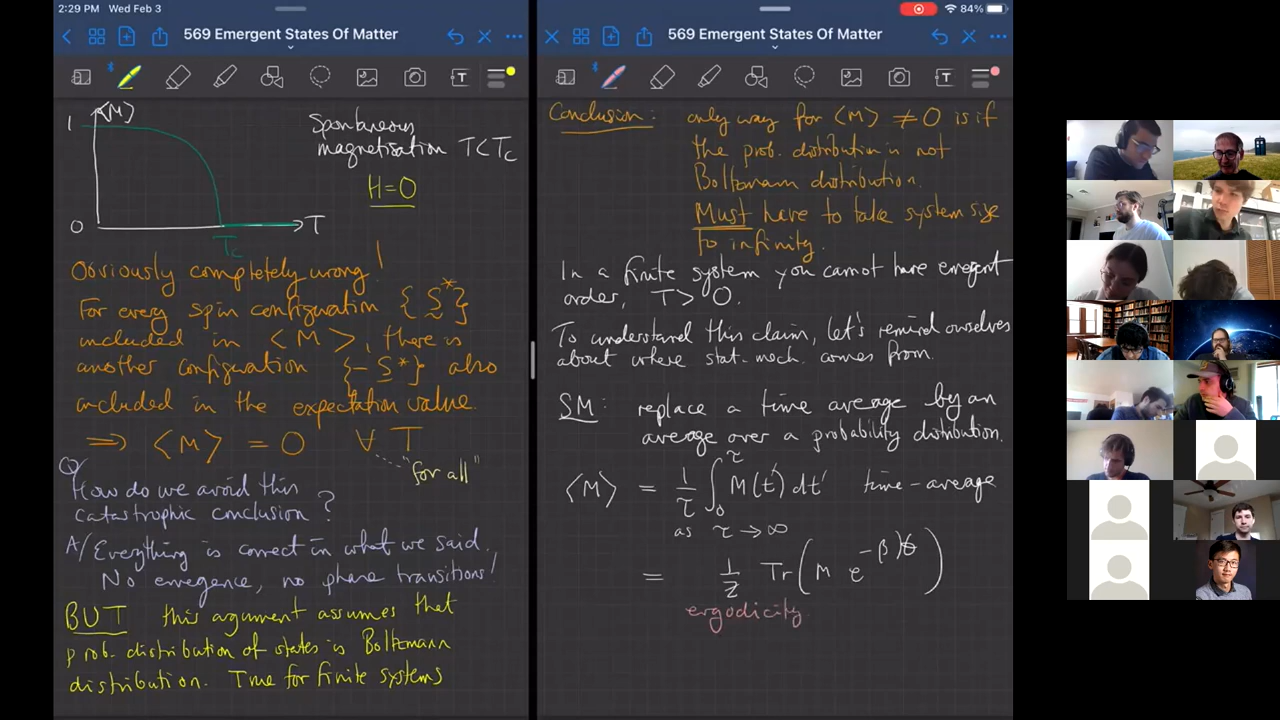 2:29 PM Wed Feb 3
569 Emergent States Of Matter
T
⟨M⟩
1
0
T
Tc
Spontaneous
magnetisation T<Tc
H=0
Obviously completely wrong!
For every spin configuration {S*}
included in ⟨M⟩, there is
another configuration {-S*} also
included in the expectation value.
⟹ ⟨M⟩ = 0 ∀ T
"for all"
Q/
How do we avoid this
catastrophic conclusion?
A/ Everything is correct in what we said.
No emergence, no phase transitions!
BUT this argument assumes that
prob. distribution of states is Boltzmann
distribution. True for finite systems
84%
569 Emergent States Of Matter
T
Conclusion: only way for ⟨M⟩ ≠ 0 is if
the prob. distribution is not
Boltzmann distribution.
Must have to take system size
to infinity.
In a finite system you cannot have emergent
order, T > 0.
To understand this claim, let's remind ourselves
about where stat. mech. comes from.
SM: replace a time average by an
average over a probability distribution.
⟨M⟩ = 1/τ ∫₀^τ M(t') dt' time-average
as τ → ∞
= 1/Z Tr(M e^{-βH})
ergodicity